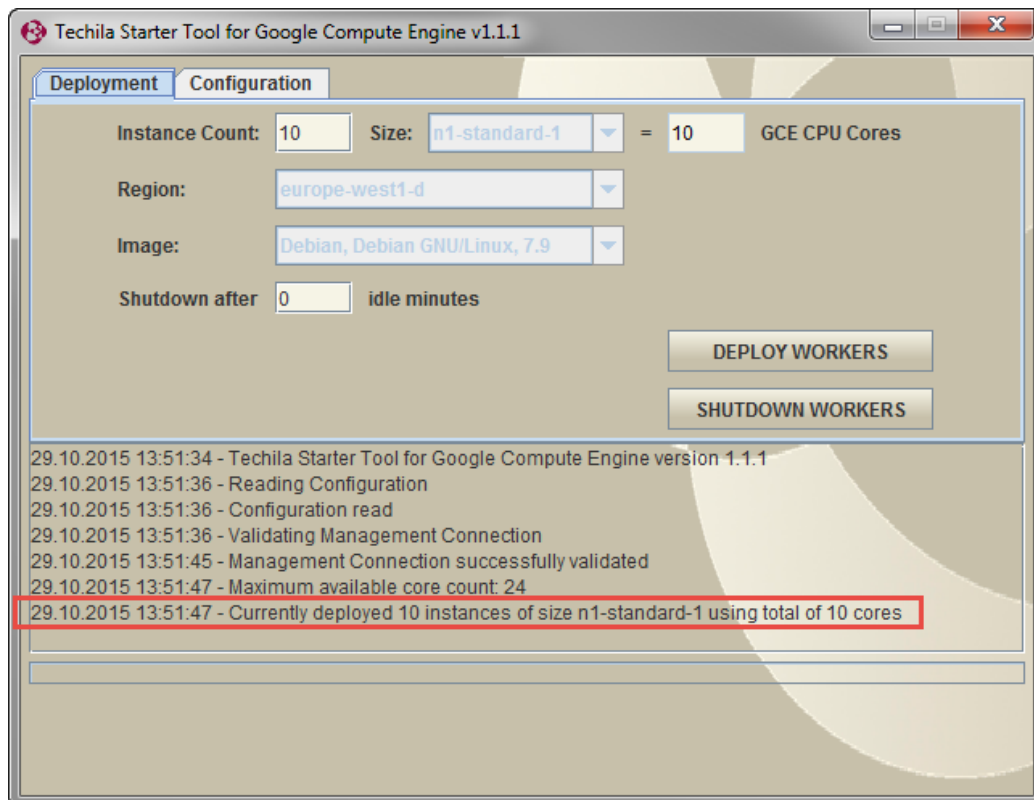 Techila Starter Tool for Google Compute Engine v1.1.1
Deployment Configuration
Instance Count: 10 Size: n1-standard-1 = 10 GCE CPU Cores
Region: europe-west1-d
Image: Debian, Debian GNU/Linux, 7.9
Shutdown after 0 idle minutes
DEPLOY WORKERS
SHUTDOWN WORKERS
29.10.2015 13:51:34 - Techila Starter Tool for Google Compute Engine version 1.1.1
29.10.2015 13:51:36 - Reading Configuration
29.10.2015 13:51:36 - Configuration read
29.10.2015 13:51:36 - Validating Management Connection
29.10.2015 13:51:45 - Management Connection successfully validated
29.10.2015 13:51:47 - Maximum available core count: 24
29.10.2015 13:51:47 - Currently deployed 10 instances of size n1-standard-1 using total of 10 cores